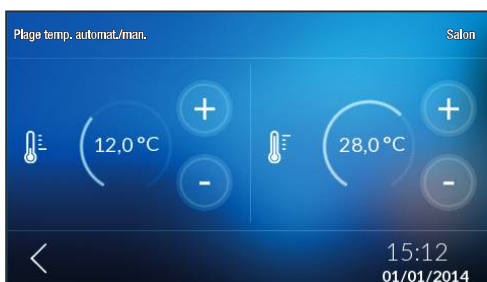 Plage temp. automat./man. Salon
12,0 °C + - 28,0 °C + -
15:12
01/01/2014